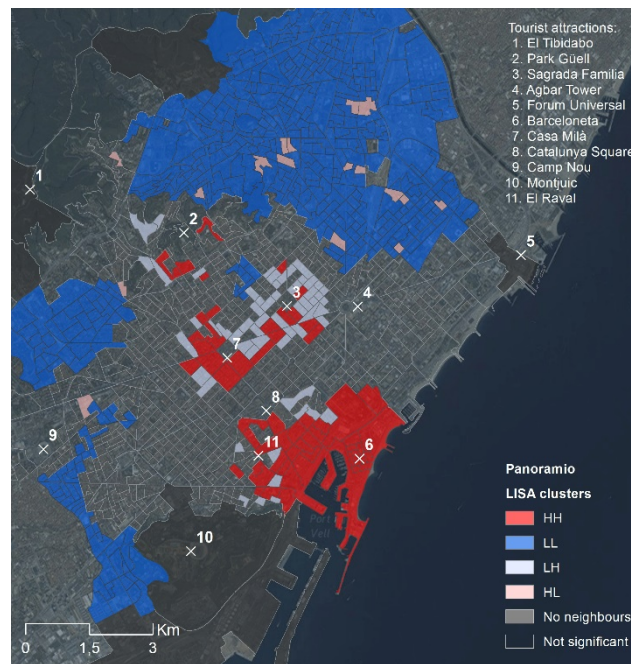 Tourist attractions:
1. El Tibidabo
2. Park Güell
3. Sagrada Familia
4. Agbar Tower
5. Forum Universal
6. Barceloneta
7. Casa Milà
8. Catalunya Square
9. Camp Nou
10. Montjuic
11. El Raval
1
2
5
3
4
7
8
9
11
6
10
Port
Vell
Panoramio
LISA clusters
HH
LL
LH
HL
No neighbours
Not significant
Km
0 1,5 3